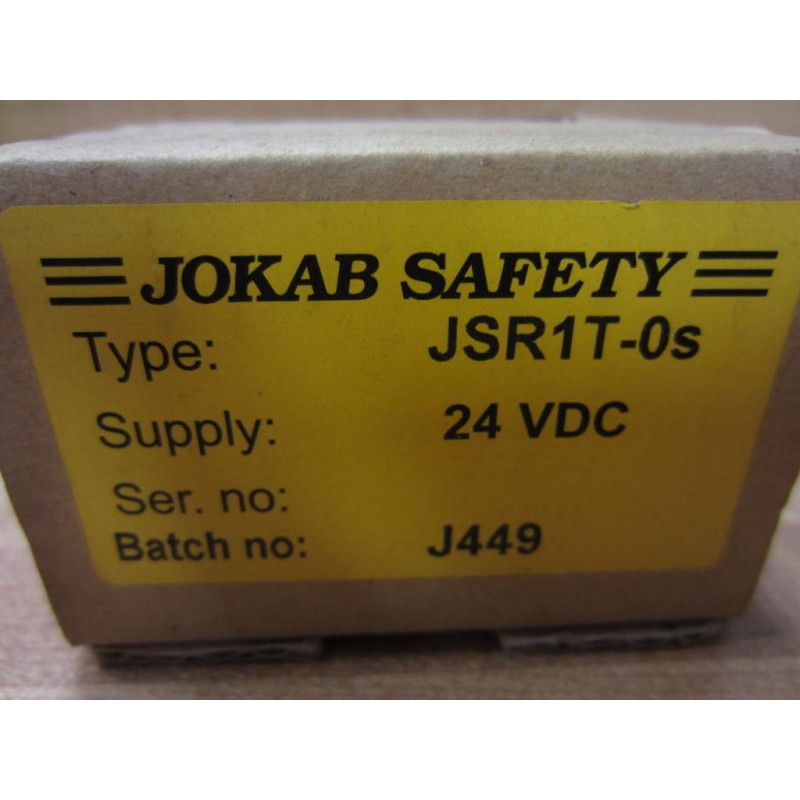 JOKAB SAFETY
Type: JSR1T-0s
Supply: 24 VDC
Ser. no:
Batch no: J449